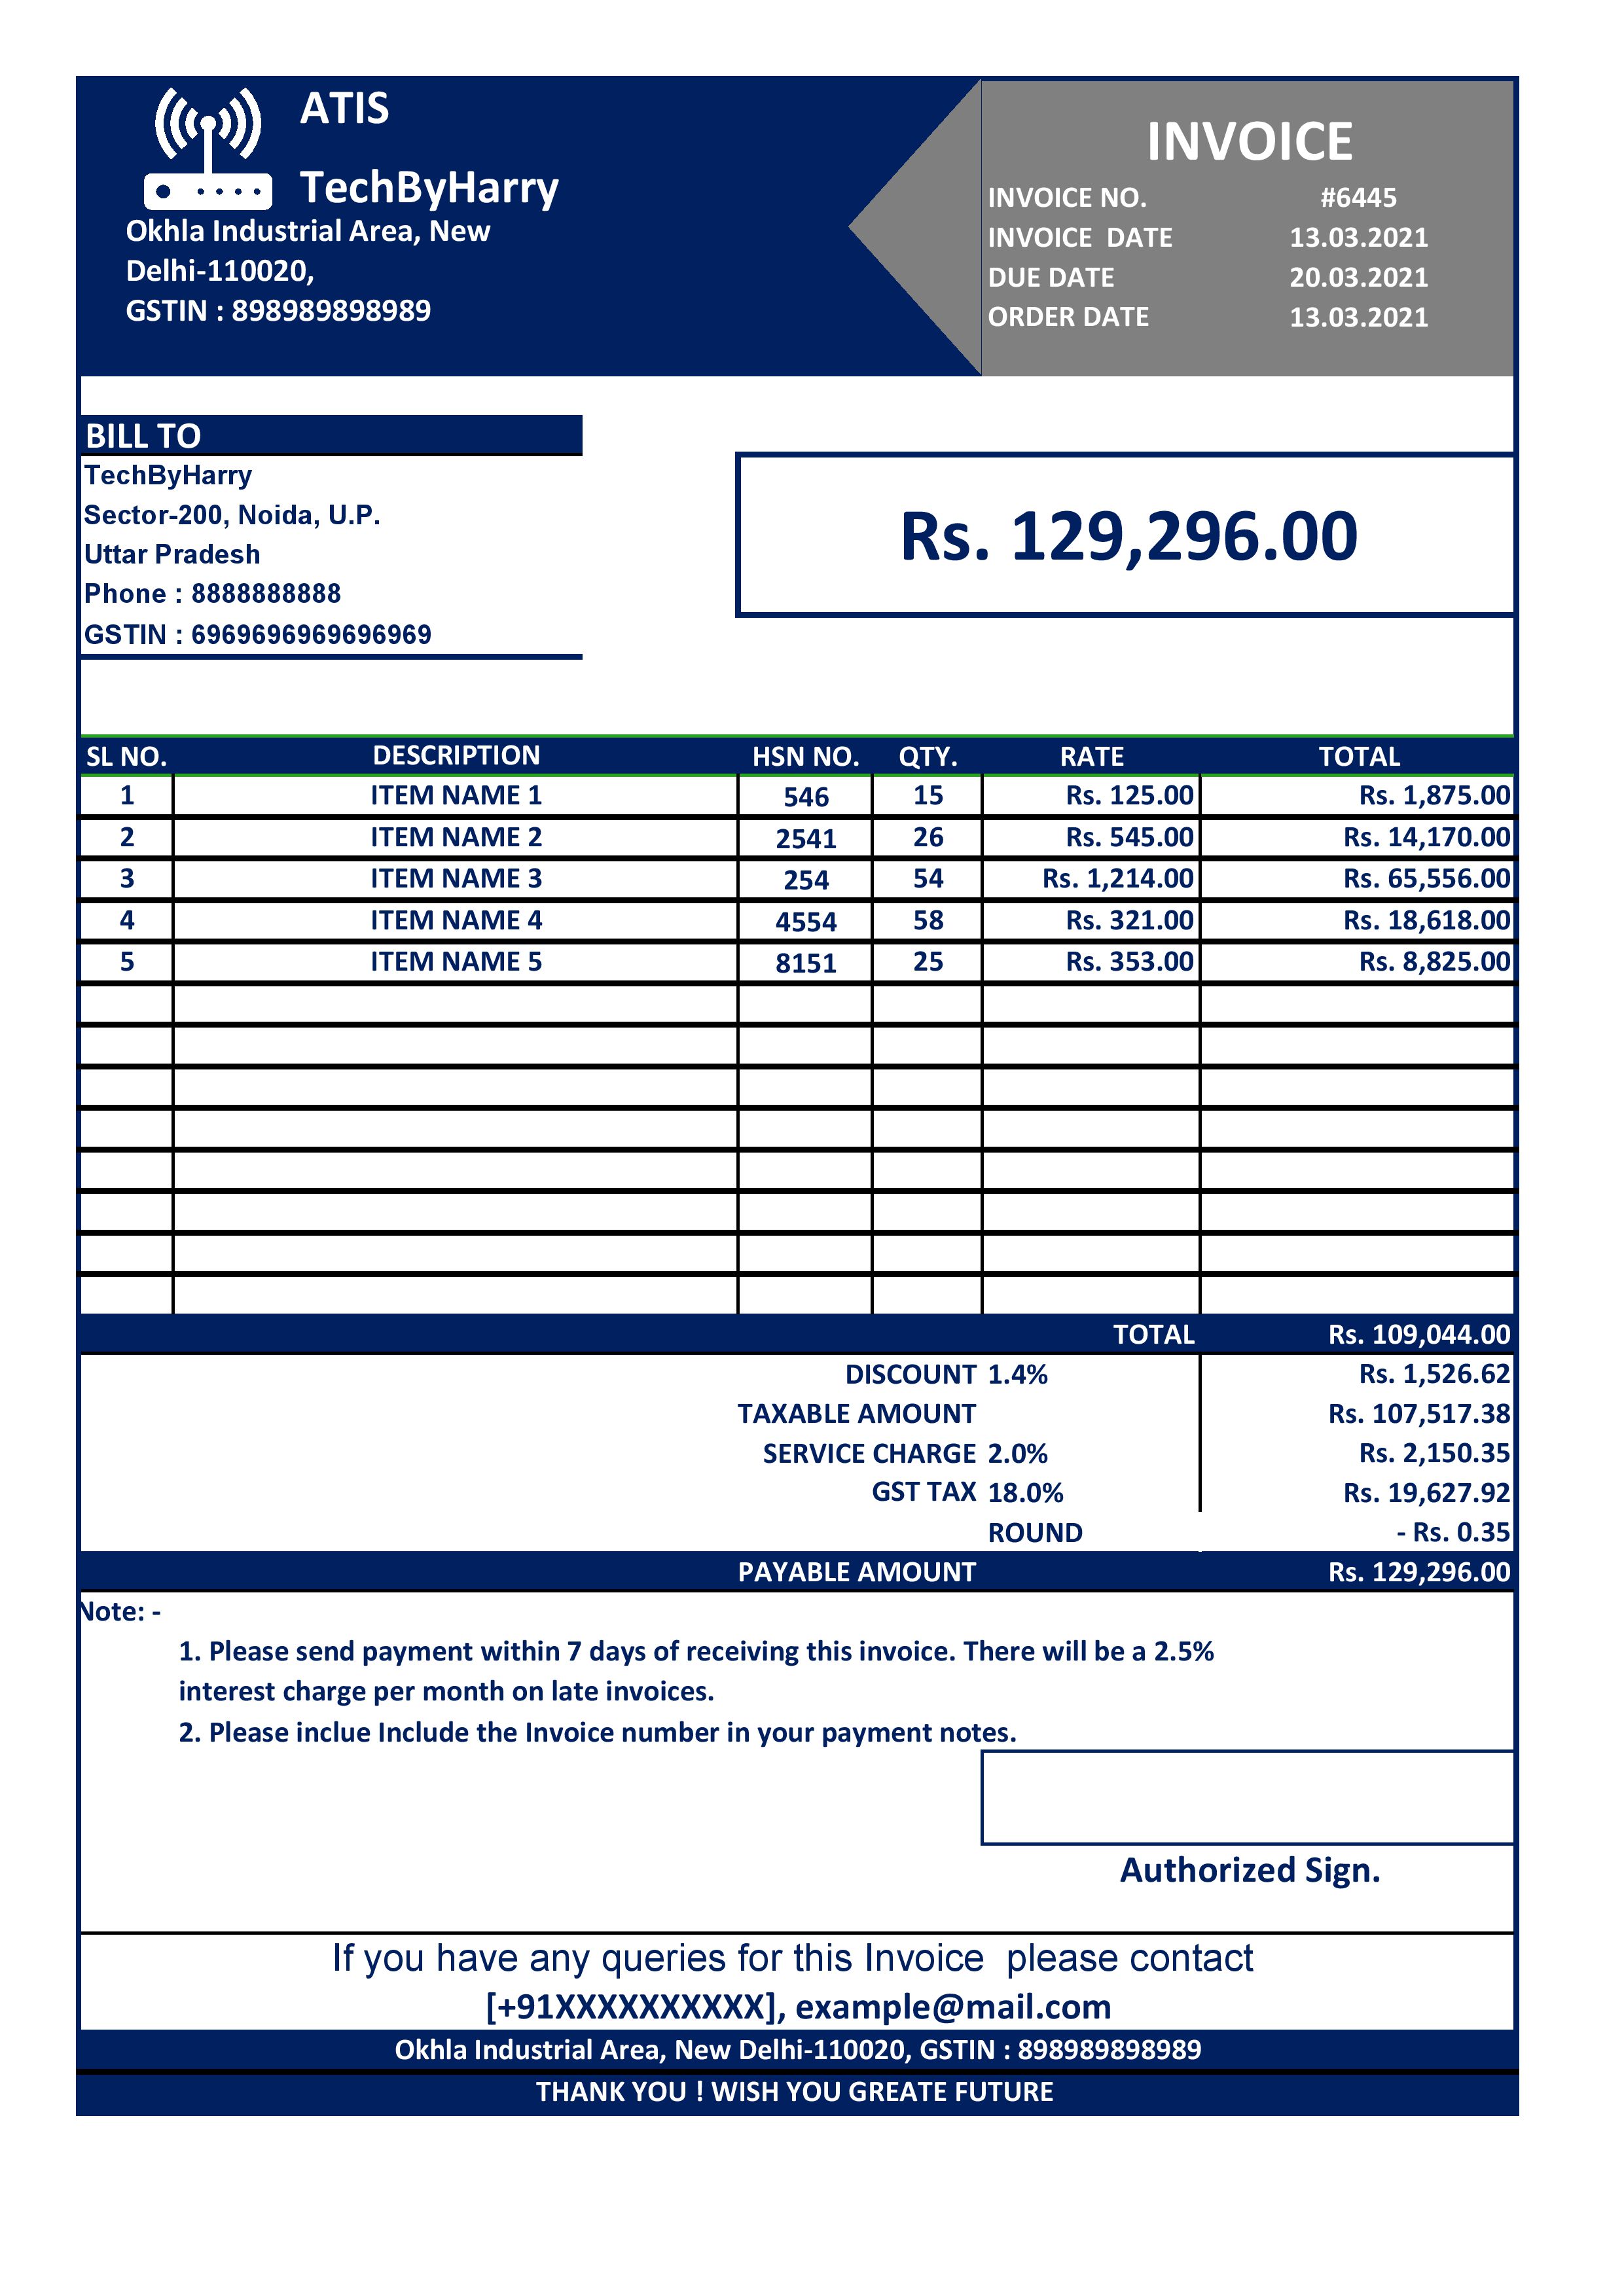 ATIS
TechByHarry
Okhla Industrial Area, New
Delhi-110020,
GSTIN : 898989898989
INVOICE
INVOICE NO. #6445
INVOICE DATE 13.03.2021
DUE DATE 20.03.2021
ORDER DATE 13.03.2021
BILL TO
TechByHarry
Sector-200, Noida, U.P.
Uttar Pradesh
Phone : 8888888888
GSTIN : 6969696969696969
Rs. 129,296.00
SL NO. DESCRIPTION HSN NO. QTY. RATE TOTAL
1 ITEM NAME 1 546 15 Rs. 125.00 Rs. 1,875.00
2 ITEM NAME 2 2541 26 Rs. 545.00 Rs. 14,170.00
3 ITEM NAME 3 254 54 Rs. 1,214.00 Rs. 65,556.00
4 ITEM NAME 4 4554 58 Rs. 321.00 Rs. 18,618.00
5 ITEM NAME 5 8151 25 Rs. 353.00 Rs. 8,825.00
TOTAL Rs. 109,044.00
DISCOUNT 1.4% Rs. 1,526.62
TAXABLE AMOUNT Rs. 107,517.38
SERVICE CHARGE 2.0% Rs. 2,150.35
GST TAX 18.0% Rs. 19,627.92
ROUND - Rs. 0.35
PAYABLE AMOUNT Rs. 129,296.00
Note: -
1. Please send payment within 7 days of receiving this invoice. There will be a 2.5%
interest charge per month on late invoices.
2. Please inclue Include the Invoice number in your payment notes.
Authorized Sign.
If you have any queries for this Invoice please contact
[+91XXXXXXXXXX], example@mail.com
Okhla Industrial Area, New Delhi-110020, GSTIN : 898989898989
THANK YOU ! WISH YOU GREATE FUTURE